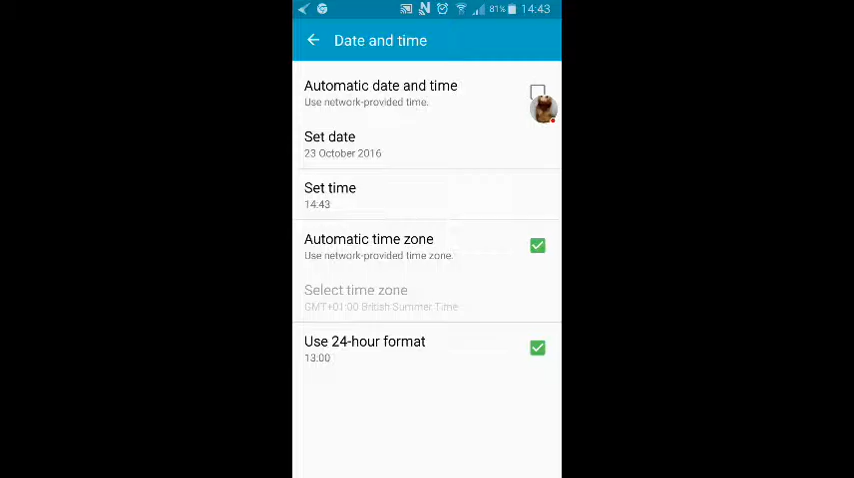 81% 14:43
Date and time
Automatic date and time
Use network-provided time.
Set date
23 October 2016
Set time
14:43
Automatic time zone
Use network-provided time zone.
Select time zone
GMT+01:00 British Summer Time
Use 24-hour format
13:00